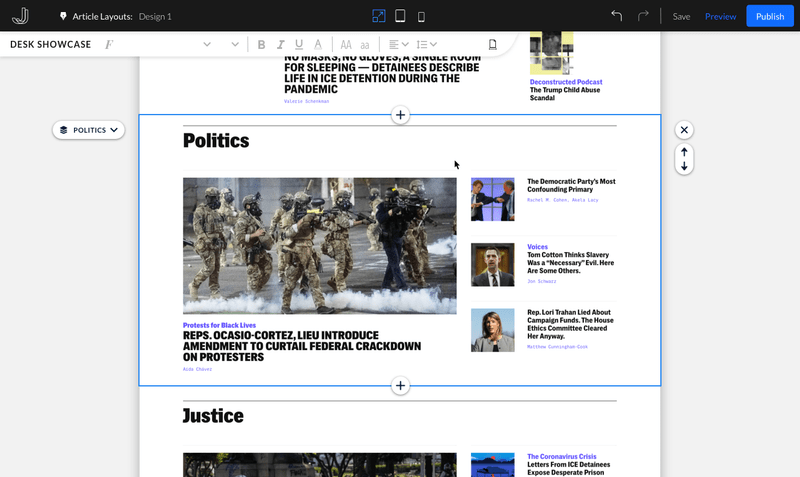 Article Layouts: Design 1
Save
Preview
Publish
DESK SHOWCASE
F
B
I
U
A
AA
aa
NO MASKS, NO GLOVES, A SINGLE ROOM
FOR SLEEPING — DETAINEES DESCRIBE
LIFE IN ICE DETENTION DURING THE
PANDEMIC
Valerie Schenkman
Deconstructed Podcast
The Trump Child Abuse
Scandal
POLITICS
Politics
Protests for Black Lives
REPS. OCASIO-CORTEZ, LIEU INTRODUCE
AMENDMENT TO CURTAIL FEDERAL CRACKDOWN
ON PROTESTERS
Aída Chávez
The Democratic Party’s Most
Confounding Primary
Rachel M. Cohen, Akela Lacy
Voices
Tom Cotton Thinks Slavery
Was a “Necessary” Evil. Here
Are Some Others.
Jon Schwarz
Rep. Lori Trahan Lied About
Campaign Funds. The House
Ethics Committee Cleared
Her Anyway.
Matthew Cunningham-Cook
Justice
The Coronavirus Crisis
Letters From ICE Detainees
Expose Desperate Prison